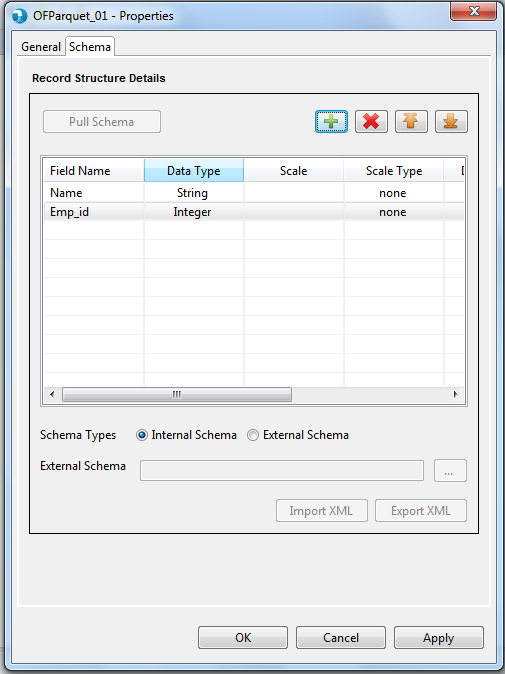 OFParquet_01 - Properties
General Schema
Record Structure Details
Pull Schema
Field Name Data Type Scale Scale Type
Name String none
Emp_id Integer none
Schema Types Internal Schema External Schema
External Schema ...
Import XML Export XML
OK Cancel Apply